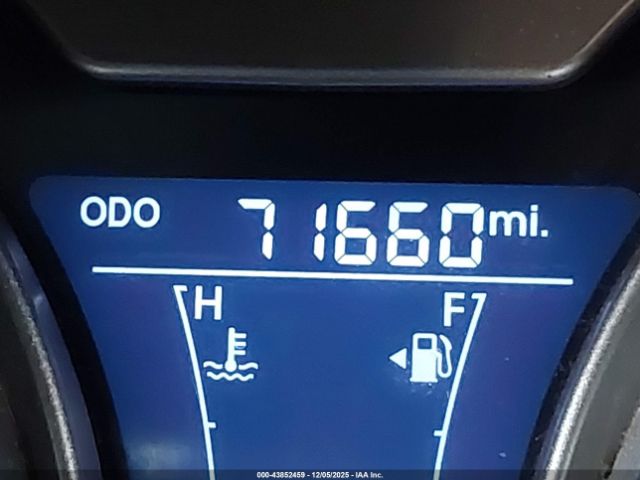 ODO 71660 mi.
H F
000-43852459 - 12/05/2025 - IAA Inc.